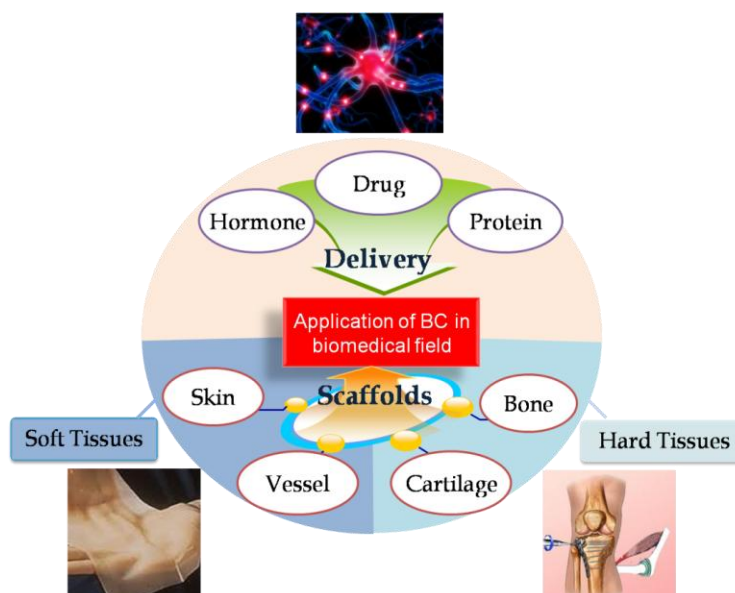 Drug
Hormone
Protein
Delivery
Application of BC in
biomedical field
Scaffolds
Skin
Bone
Soft Tissues
Hard Tissues
Vessel
Cartilage